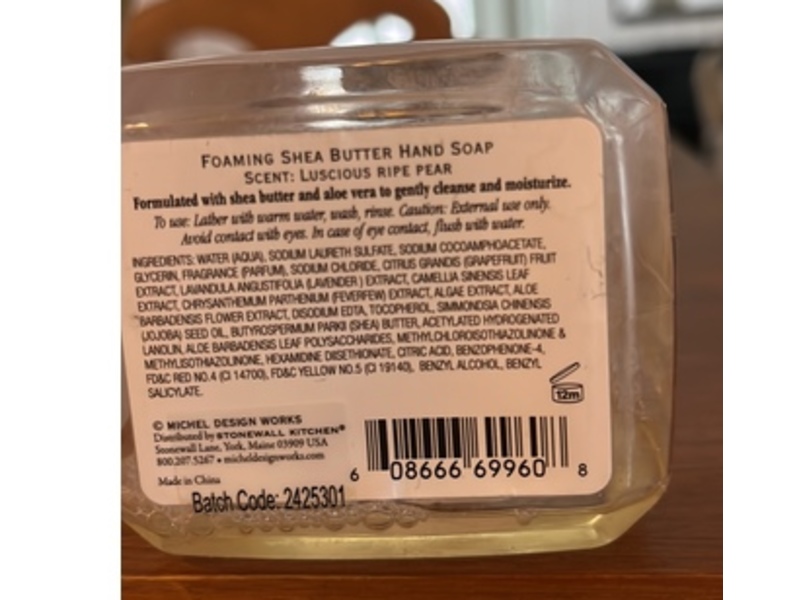 FOAMING SHEA BUTTER HAND SOAP
SCENT: LUSCIOUS RIPE PEAR
Formulated with shea butter and aloe vera to gently cleanse and moisturize.
To use: Lather with warm water, wash, rinse. Caution: External use only.
Avoid contact with eyes. In case of eye contact, flush with water.
INGREDIENTS: WATER (AQUA), SODIUM LAURETH SULFATE, SODIUM COCOAMPHOACETATE,
GLYCERIN, FRAGRANCE (PARFUM), SODIUM CHLORIDE, CITRUS GRANDIS (GRAPEFRUIT) FRUIT
EXTRACT, LAVANDULA ANGUSTIFOLIA (LAVENDER ) EXTRACT, CAMELLIA SINENSIS LEAF
EXTRACT, CHRYSANTHEMUM PARTHENIUM (FEVERFEW) EXTRACT, ALGAE EXTRACT, ALOE
BARBADENSIS FLOWER EXTRACT, DISODIUM EDTA, TOCOPHEROL, SIMMONDSIA CHINENSIS
(JOJOBA) SEED OIL, BUTYROSPERMUM PARKII (SHEA) BUTTER, ACETYLATED HYDROGENATED
LANOLIN, ALOE BARBADENSIS LEAF POLYSACCHARIDES, METHYLCHLOROISOTHIAZOLINONE &
METHYLISOTHIAZOLINONE, HEXAMIDINE DIISETHIONATE, CITRIC ACID, BENZOPHENONE-4,
FD&C RED NO.4 (CI 14700), FD&C YELLOW NO.5 (CI 19140), BENZYL ALCOHOL, BENZYL
SALICYLATE.
12m
© MICHEL DESIGN WORKS
Distributed by STONEWALL KITCHEN®
Stonewall Lane, York, Maine 03909 USA
800.207.5267 • micheldesignworks.com
Made in China
6 08666 69960 8
Batch Code: 2425301